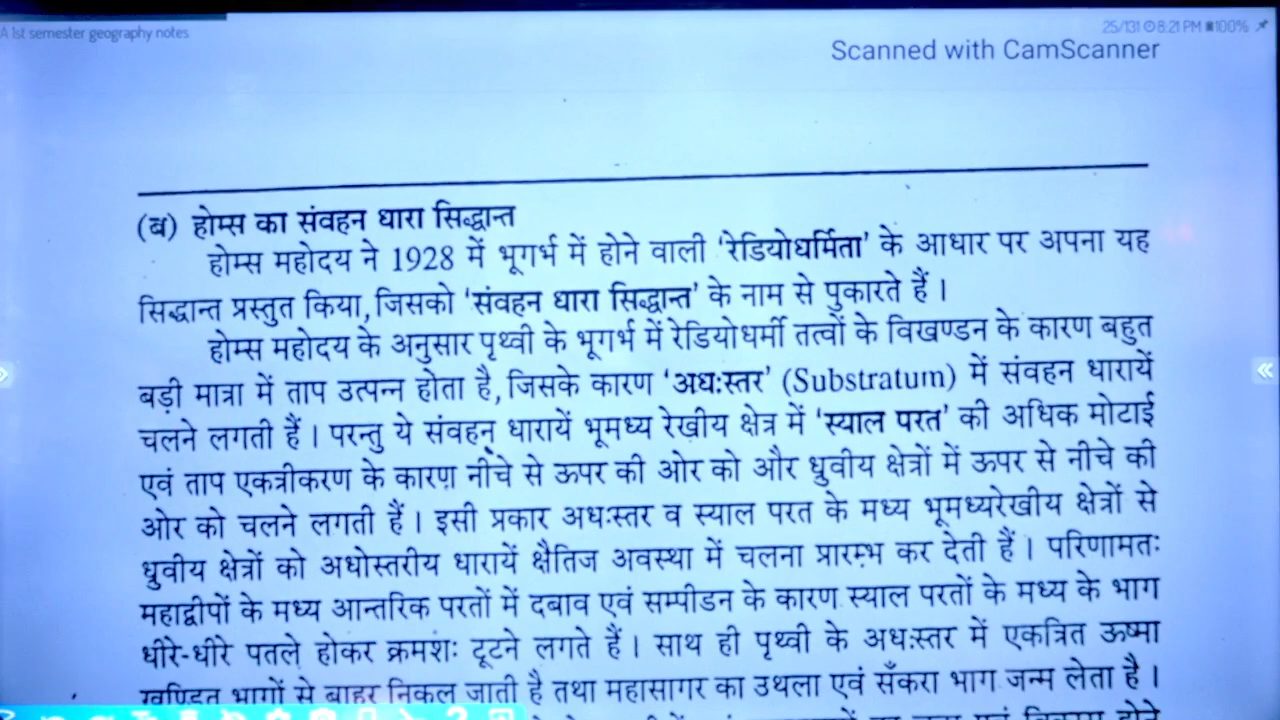 A 1st semester geography notes
25/131 8:21 PM 100%
Scanned with CamScanner
(ब) होम्स का संवहन धारा सिद्धान्त
होम्स महोदय ने 1928 में भूगर्भ में होने वाली 'रेडियोधर्मिता' के आधार पर अपना यह
सिद्धान्त प्रस्तुत किया, जिसको 'संवहन धारा सिद्धान्त' के नाम से पुकारते हैं ।
होम्स महोदय के अनुसार पृथ्वी के भूगर्भ में रेडियोधर्मी तत्वों के विखण्डन के कारण बहुत
बड़ी मात्रा में ताप उत्पन्न होता है, जिसके कारण 'अधःस्तर' (Substratum) में संवहन धारायें
चलने लगती हैं । परन्तु ये संवहन धारायें भूमध्य रेखीय क्षेत्र में 'स्याल परत' की अधिक मोटाई
एवं ताप एकत्रीकरण के कारण नीचे से ऊपर की ओर को और ध्रुवीय क्षेत्रों में ऊपर से नीचे की
ओर को चलने लगती हैं । इसी प्रकार अधःस्तर व स्याल परत के मध्य भूमध्यरेखीय क्षेत्रों से
ध्रुवीय क्षेत्रों को अधोस्तरीय धारायें क्षैतिज अवस्था में चलना प्रारम्भ कर देती हैं । परिणामतः
महाद्वीपों के मध्य आन्तरिक परतों में दबाव एवं सम्पीडन के कारण स्याल परतों के मध्य के भाग
धीरे-धीरे पतले होकर क्रमशः टूटने लगते हैं । साथ ही पृथ्वी के अधःस्तर में एकत्रित ऊष्मा
खण्डित भागों से बाहर निकल जाती है तथा महासागर का उथला एवं सँकरा भाग जन्म लेता है ।